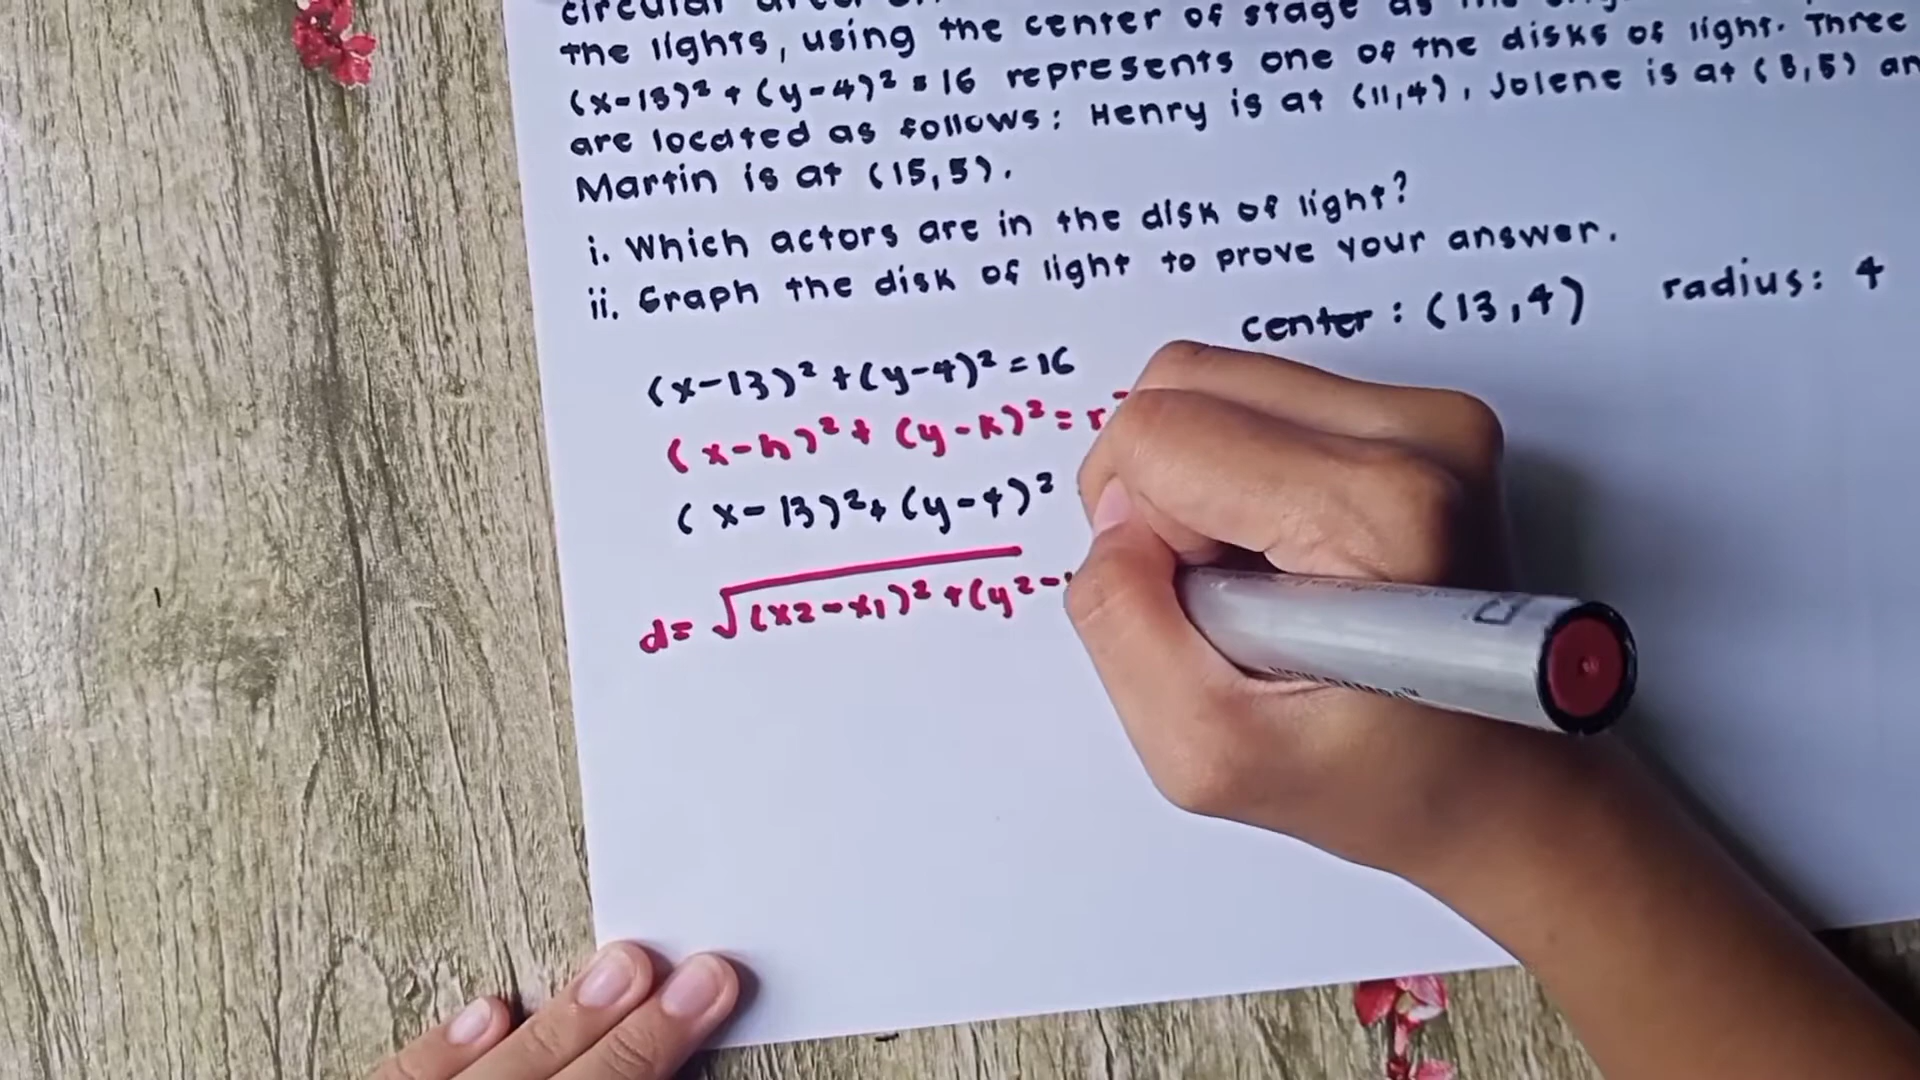 circular
the lights, using the center of stage as the
(x-13)² + (y-4)² = 16 represents one of the disks of light. Three
are located as follows: Henry is at (11,4), Jolene is at (8,5) an
Martin is at (15,5).
i. Which actors are in the disk of light?
ii. Graph the disk of light to prove your answer.
center: (13,4) radius: 4
(x-13)² + (y-4)² = 16
(x-h)² + (y-k)² = r
(x-13)² + (y-4)²
d= √(x2-x1)² + (y²-